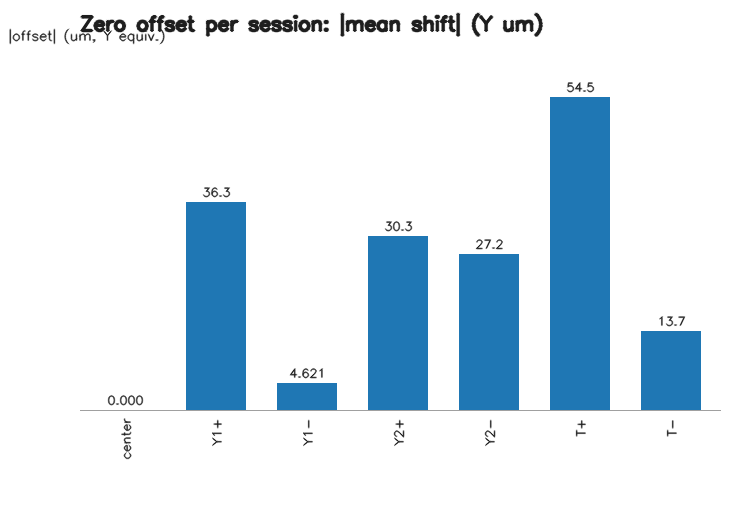 Zero offset per session: |mean shift| (Y um)
|offset| (um, Y equiv.)
54.5
36.3
30.3
27.2
13.7
4.621
0.000
center
Y1+
Y1-
Y2+
Y2-
T+
T-